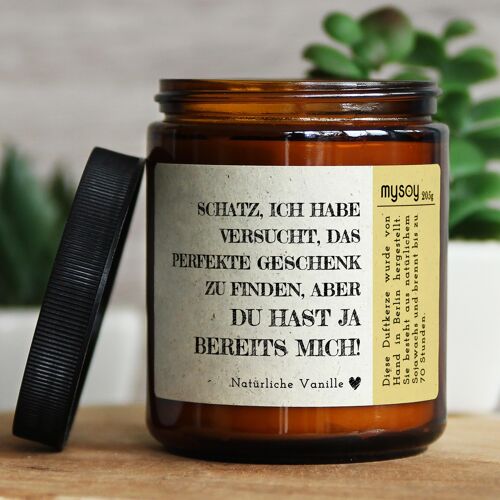 SCHATZ, ICH HABE
VERSUCHT, DAS
PERFEKTE GESCHENK
ZU FINDEN, ABER
DU HAST JA
BEREITS MICH!
Natürliche Vanille
mysoy
205g
Diese Duftkerze wurde von
Hand in Berlin hergestellt.
Sie besteht aus natürlichem
Sojawachs und brennt bis zu
70 Stunden.